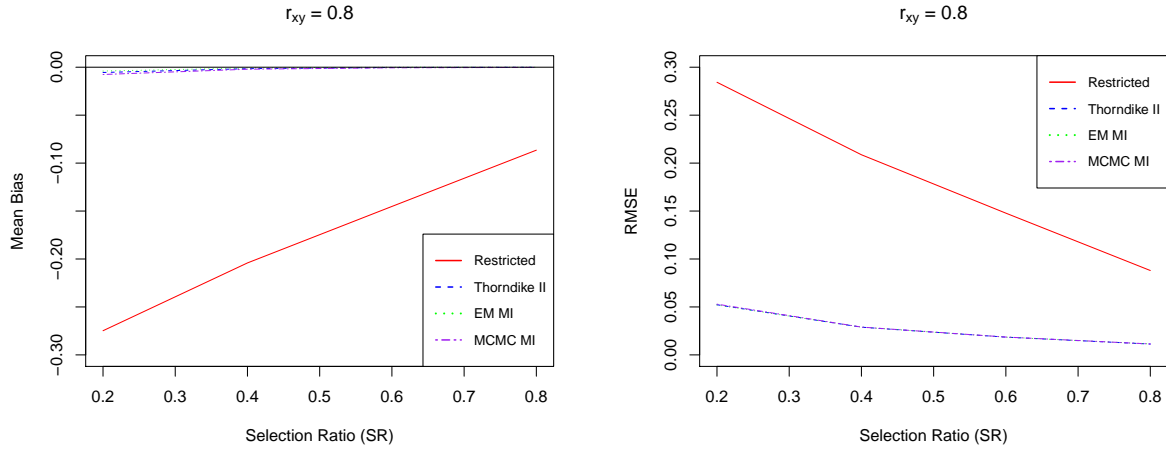 r_xy = 0.8
0.00
−0.10
−0.20
−0.30
Mean Bias
Restricted
Thorndike II
EM MI
MCMC MI
0.2 0.3 0.4 0.5 0.6 0.7 0.8
Selection Ratio (SR)
r_xy = 0.8
0.30
0.25
0.20
0.15
0.10
0.05
0.00
RMSE
Restricted
Thorndike II
EM MI
MCMC MI
0.2 0.3 0.4 0.5 0.6 0.7 0.8
Selection Ratio (SR)